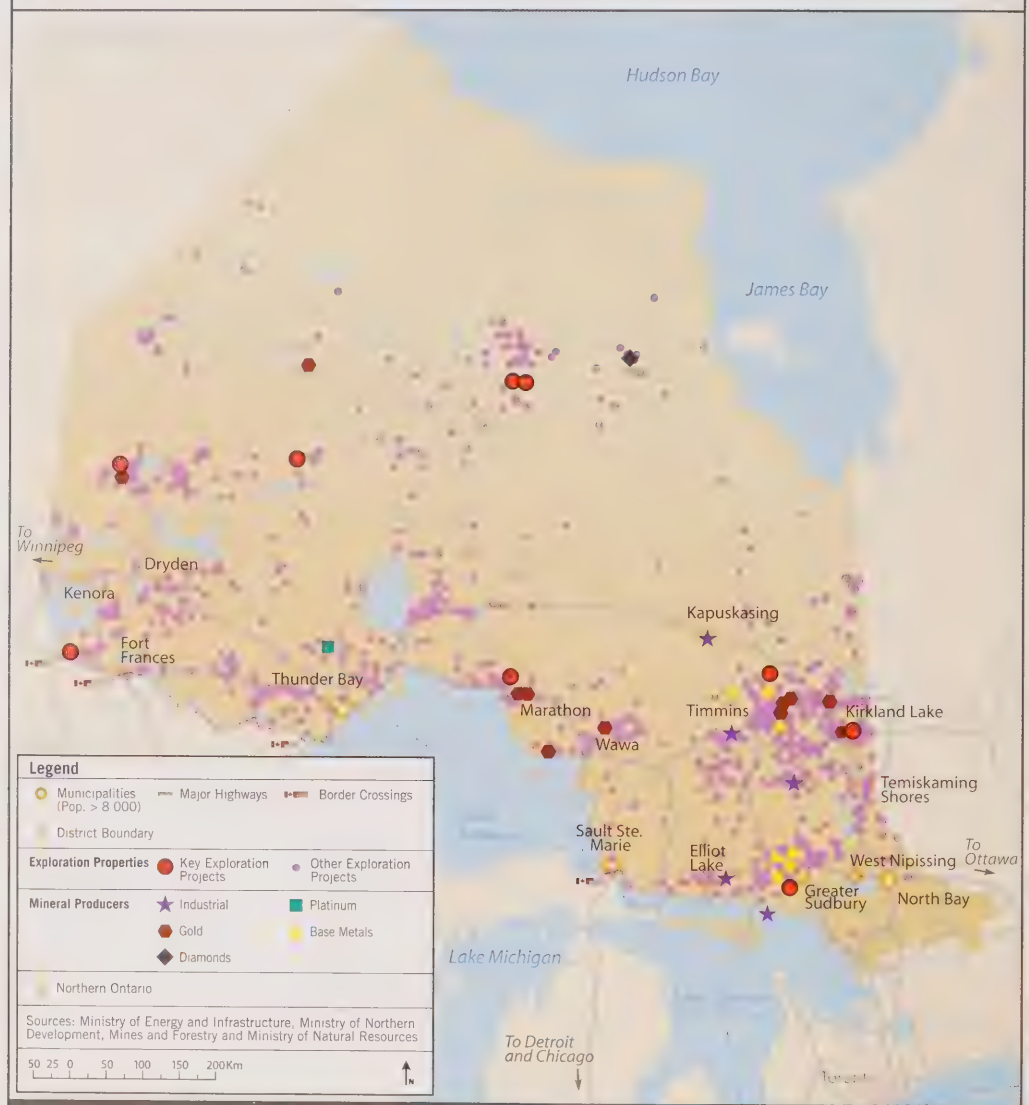 Hudson Bay
James Bay
To
Winnipeg
Dryden
Kenora
Fort
Frances
Thunder Bay
Kapuskasing
Marathon
Timmins
Kirkland Lake
Wawa
Temiskaming
Shores
Sault Ste.
Marie
Elliot
Lake
West Nipissing
To
Ottawa
Greater
Sudbury
North Bay
Lake Michigan
To Detroit
and Chicago
Legend
Municipalities
(Pop. > 8 000)
Major Highways
Border Crossings
District Boundary
Exploration Properties
Key Exploration
Projects
Other Exploration
Projects
Mineral Producers
Industrial
Platinum
Gold
Base Metals
Diamonds
Northern Ontario
Sources: Ministry of Energy and Infrastructure, Ministry of Northern
Development, Mines and Forestry and Ministry of Natural Resources
50 25 0 50 100 150 200 Km
N